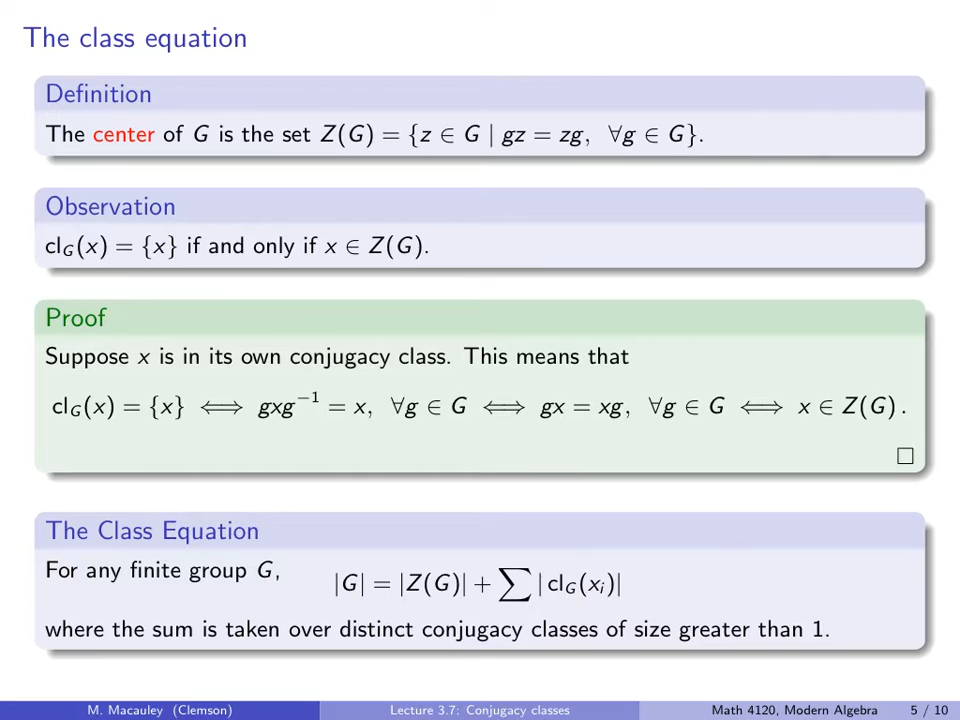 The class equation
Definition
The center of G is the set Z(G) = {z ∈ G | gz = zg, ∀g ∈ G}.
Observation
cl_G(x) = {x} if and only if x ∈ Z(G).
Proof
Suppose x is in its own conjugacy class. This means that
cl_G(x) = {x} ⟺ gxg⁻¹ = x, ∀g ∈ G ⟺ gx = xg, ∀g ∈ G ⟺ x ∈ Z(G).
□
The Class Equation
For any finite group G,
|G| = |Z(G)| + ∑ | cl_G(x_i)|
where the sum is taken over distinct conjugacy classes of size greater than 1.
M. Macauley (Clemson) Lecture 3.7: Conjugacy classes Math 4120, Modern Algebra 5 / 10